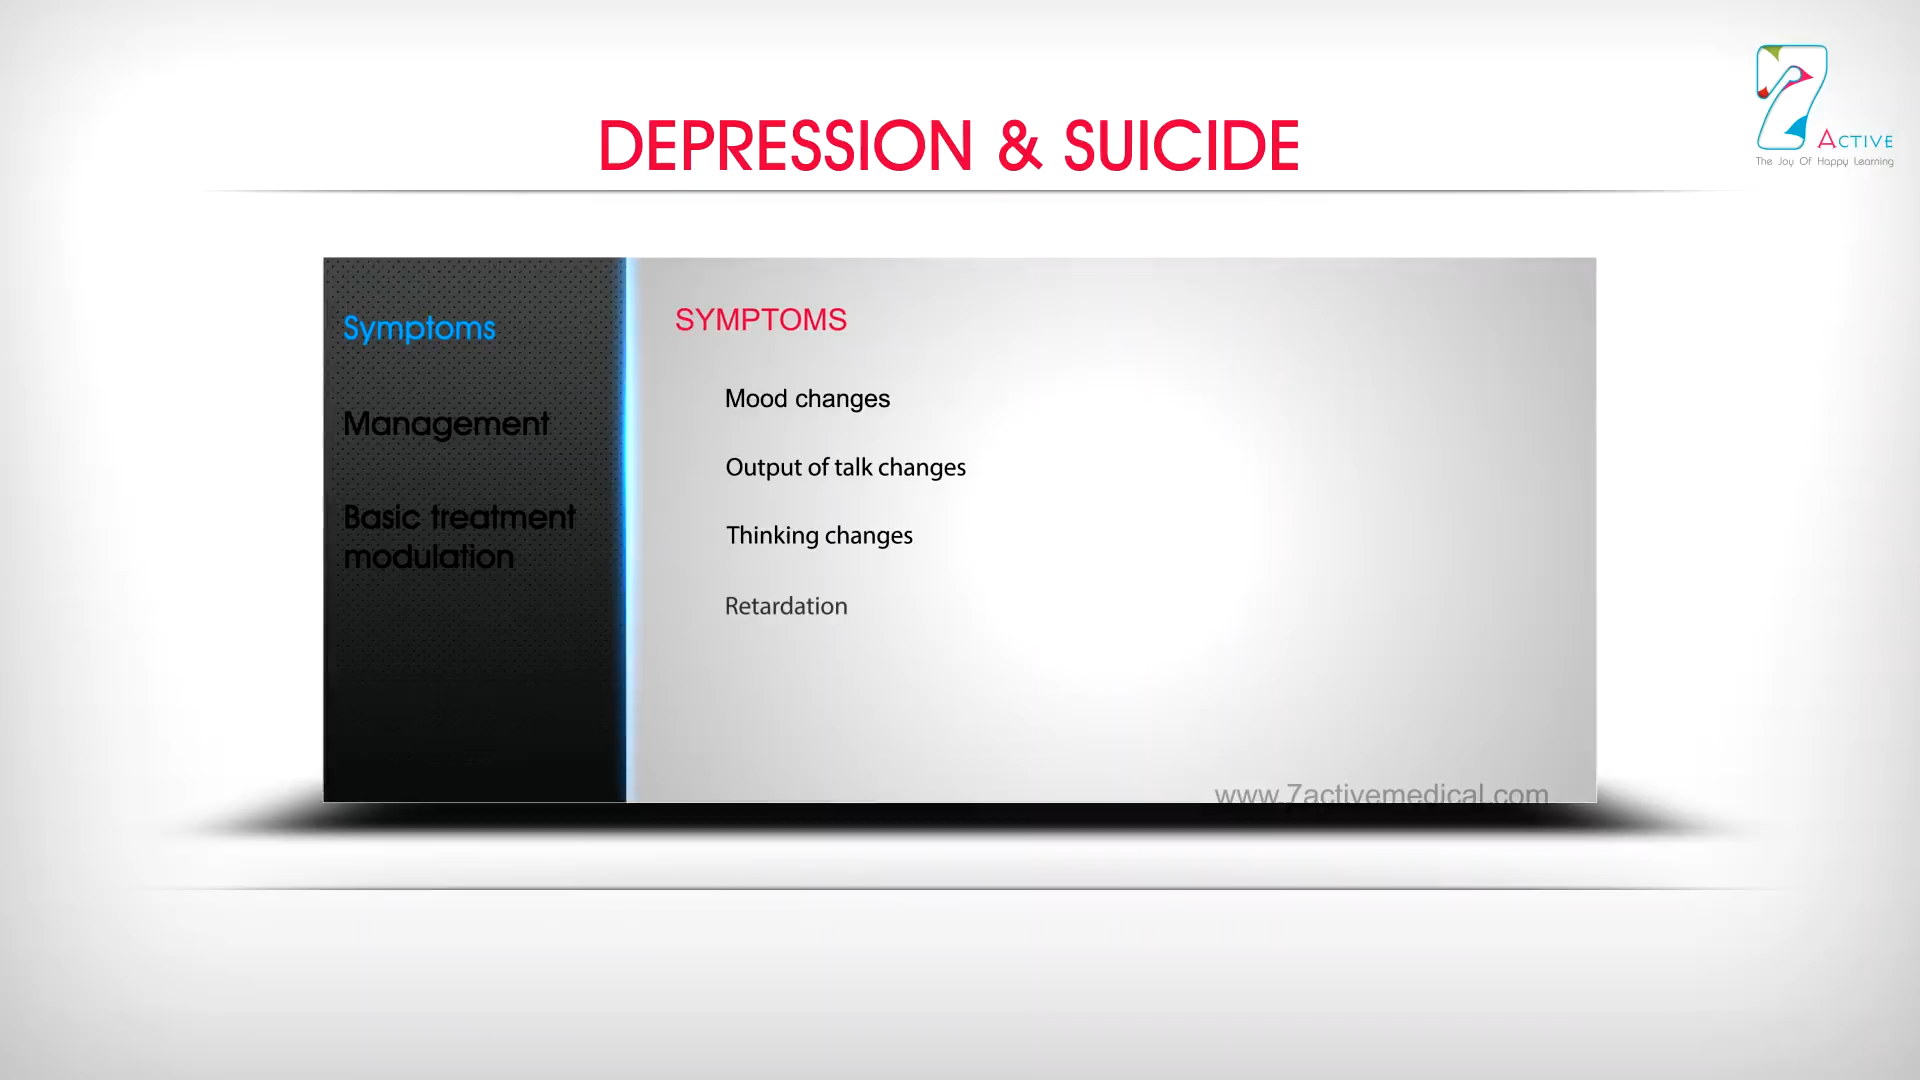 DEPRESSION & SUICIDE
7 ACTIVE
The Joy Of Happy Learning
Symptoms
Management
Basic treatment
modulation
SYMPTOMS
Mood changes
Output of talk changes
Thinking changes
Retardation
www.7activemedical.com